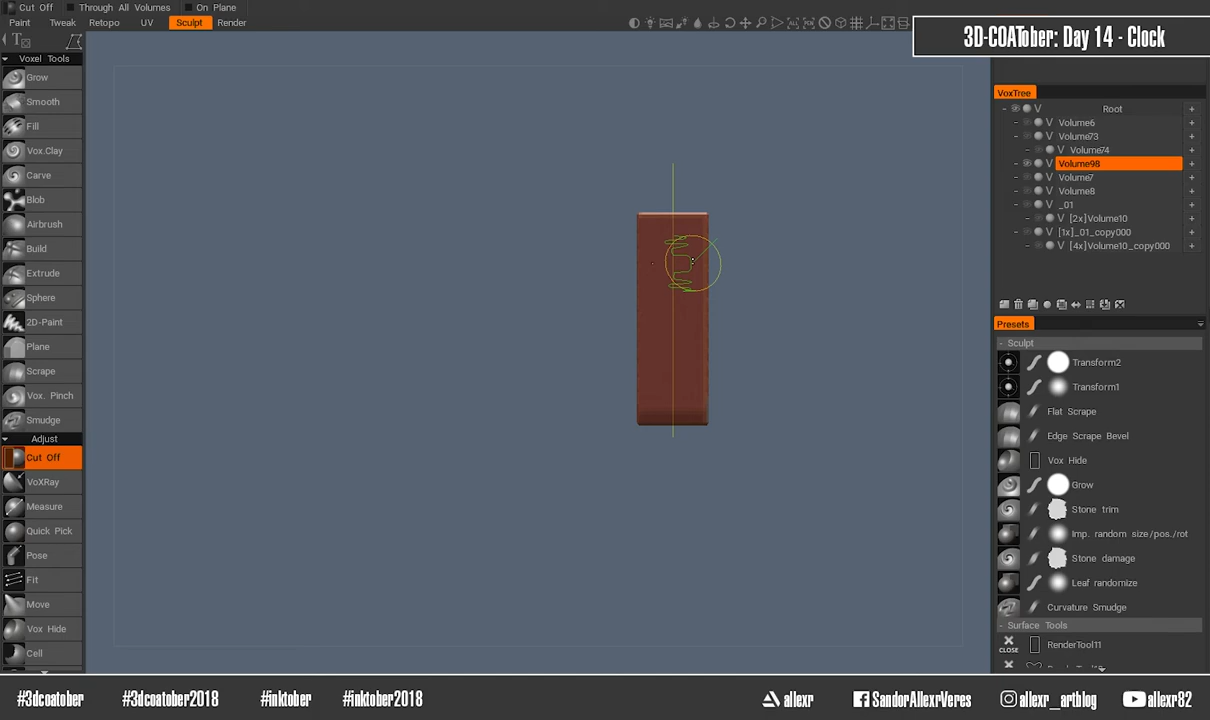 Cut Off Through All Volumes On Plane
Paint Tweak Retopo UV Sculpt Render
3D-COATober: Day 14 - Clock
Voxel Tools
Grow
Smooth
Fill
Vox.Clay
Carve
Blob
Airbrush
Build
Extrude
Sphere
2D-Paint
Plane
Scrape
Vox. Pinch
Smudge
Adjust
Cut Off
VoXRay
Measure
Quick Pick
Pose
Fit
Move
Vox Hide
Cell
VoxTree
V Root +
V Volume6 +
V Volume73 +
V Volume74 +
V Volume98 +
V Volume7 +
V Volume8 +
V _01 +
V [2x]Volume10 +
V [1x]_01_copy000 +
V [4x]Volume10_copy000 +
Presets
- Sculpt
Transform2
Transform1
Flat Scrape
Edge Scrape Bevel
Vox Hide
Grow
Stone trim
Imp. random size/pos./rot
Stone damage
Leaf randomize
Curvature Smudge
- Surface Tools
CLOSE RenderTool11
#3dcoatober #3dcoatober2018 #inktober #inktober2018 allexr SandorAllexrVeres allexr_artblog allexr82